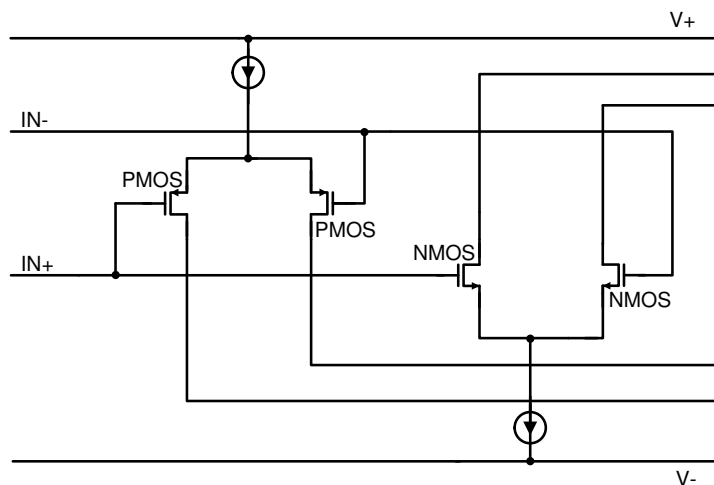 V+
IN-
PMOS
PMOS
NMOS
IN+
NMOS
V-